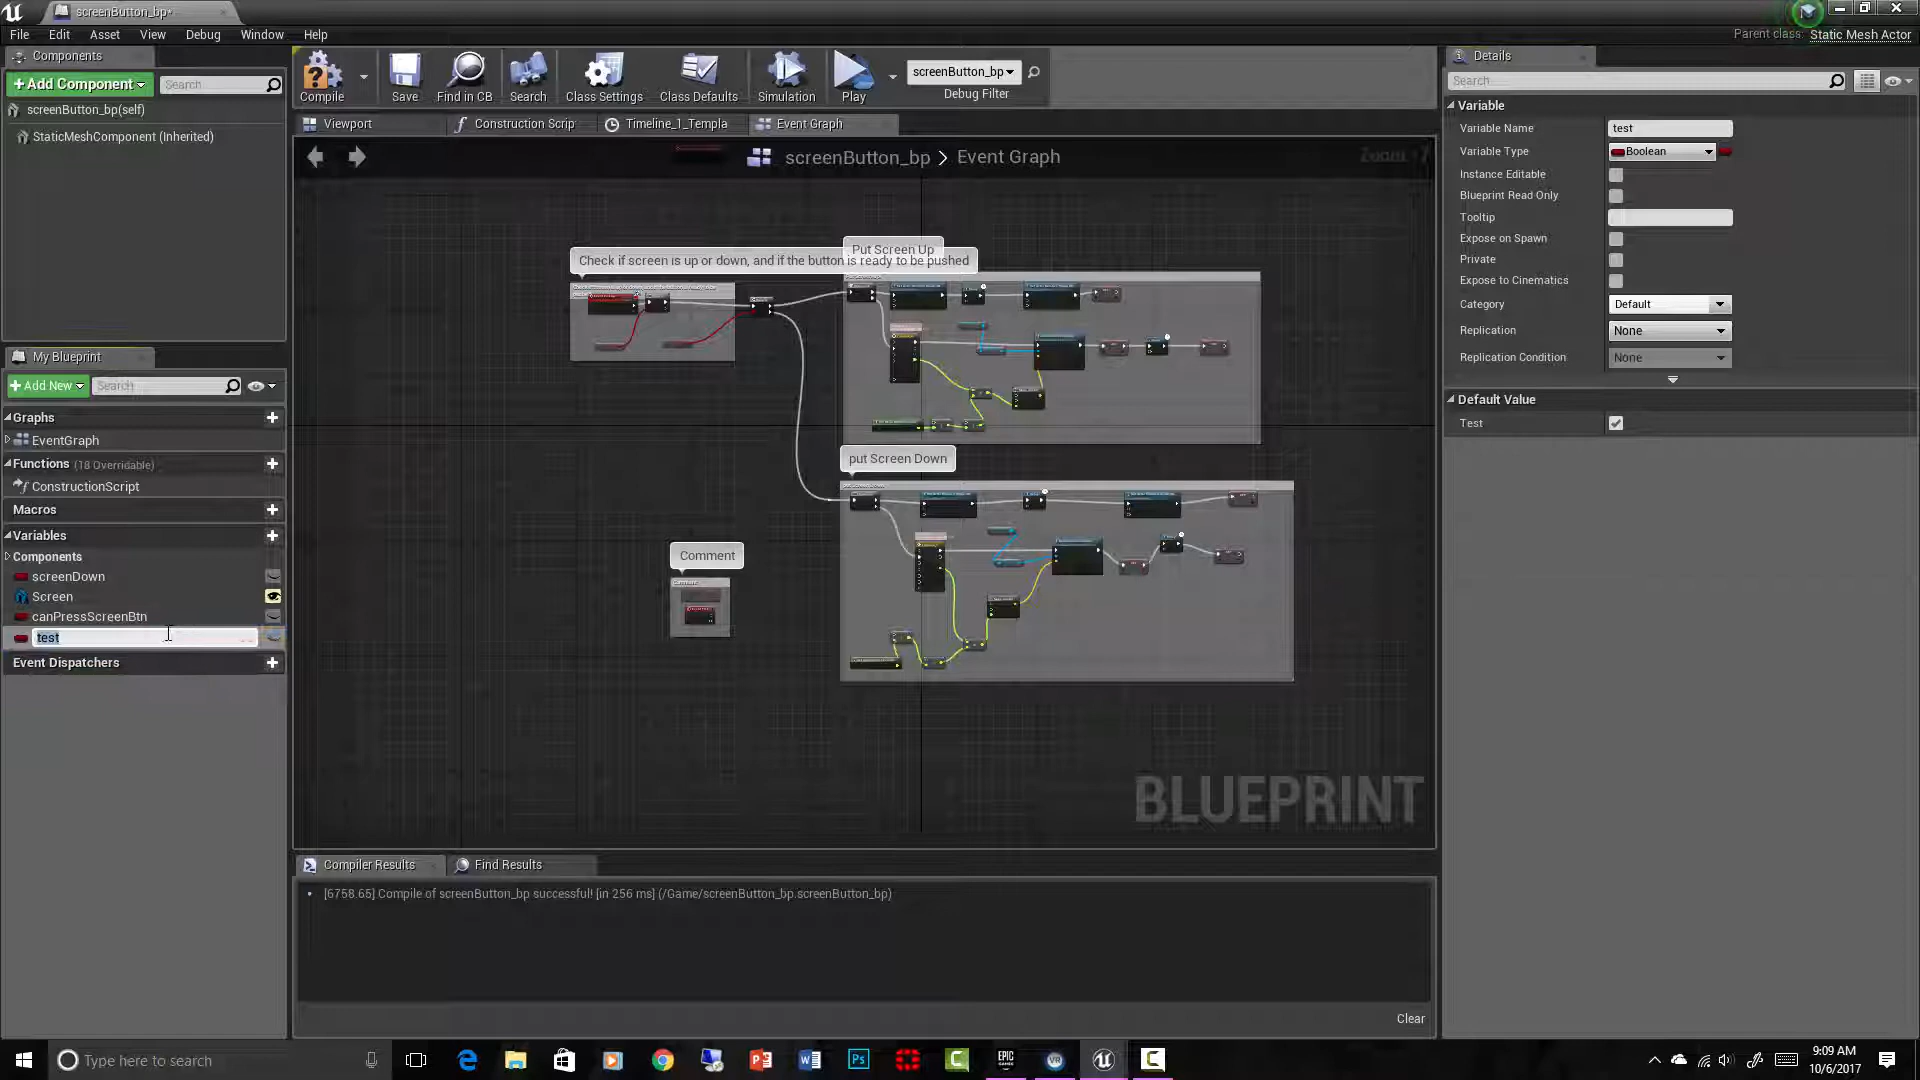 screenButton_bp*
File Edit Asset View Debug Window Help
Parent class: Static Mesh Actor
Components
+Add Component
Search
screenButton_bp(self)
StaticMeshComponent (Inherited)
Compile
Save
Find in CB
Search
Class Settings
Class Defaults
Simulation
Play
screenButton_bp
Debug Filter
Viewport
Construction Scrip
Timeline_1_Templa
Event Graph
screenButton_bp > Event Graph
Zoom -7
Put Screen Up
Check if screen is up or down, and if the button is ready to be pushed
put Screen Down
Comment
BLUEPRINT
My Blueprint
+Add New
Search
Graphs
EventGraph
Functions (18 Overridable)
ConstructionScript
Macros
Variables
Components
screenDown
Screen
canPressScreenBtn
test
Event Dispatchers
Compiler Results
Find Results
[6758.65] Compile of screenButton_bp successful! [in 256 ms] (/Game/screenButton_bp.screenButton_bp)
Clear
Details
Search
Variable
Variable Name test
Variable Type Boolean
Instance Editable
Blueprint Read Only
Tooltip
Expose on Spawn
Private
Expose to Cinematics
Category Default
Replication None
Replication Condition None
Default Value
Test
Type here to search
EPIC GAMES
VR
9:09 AM
10/6/2017